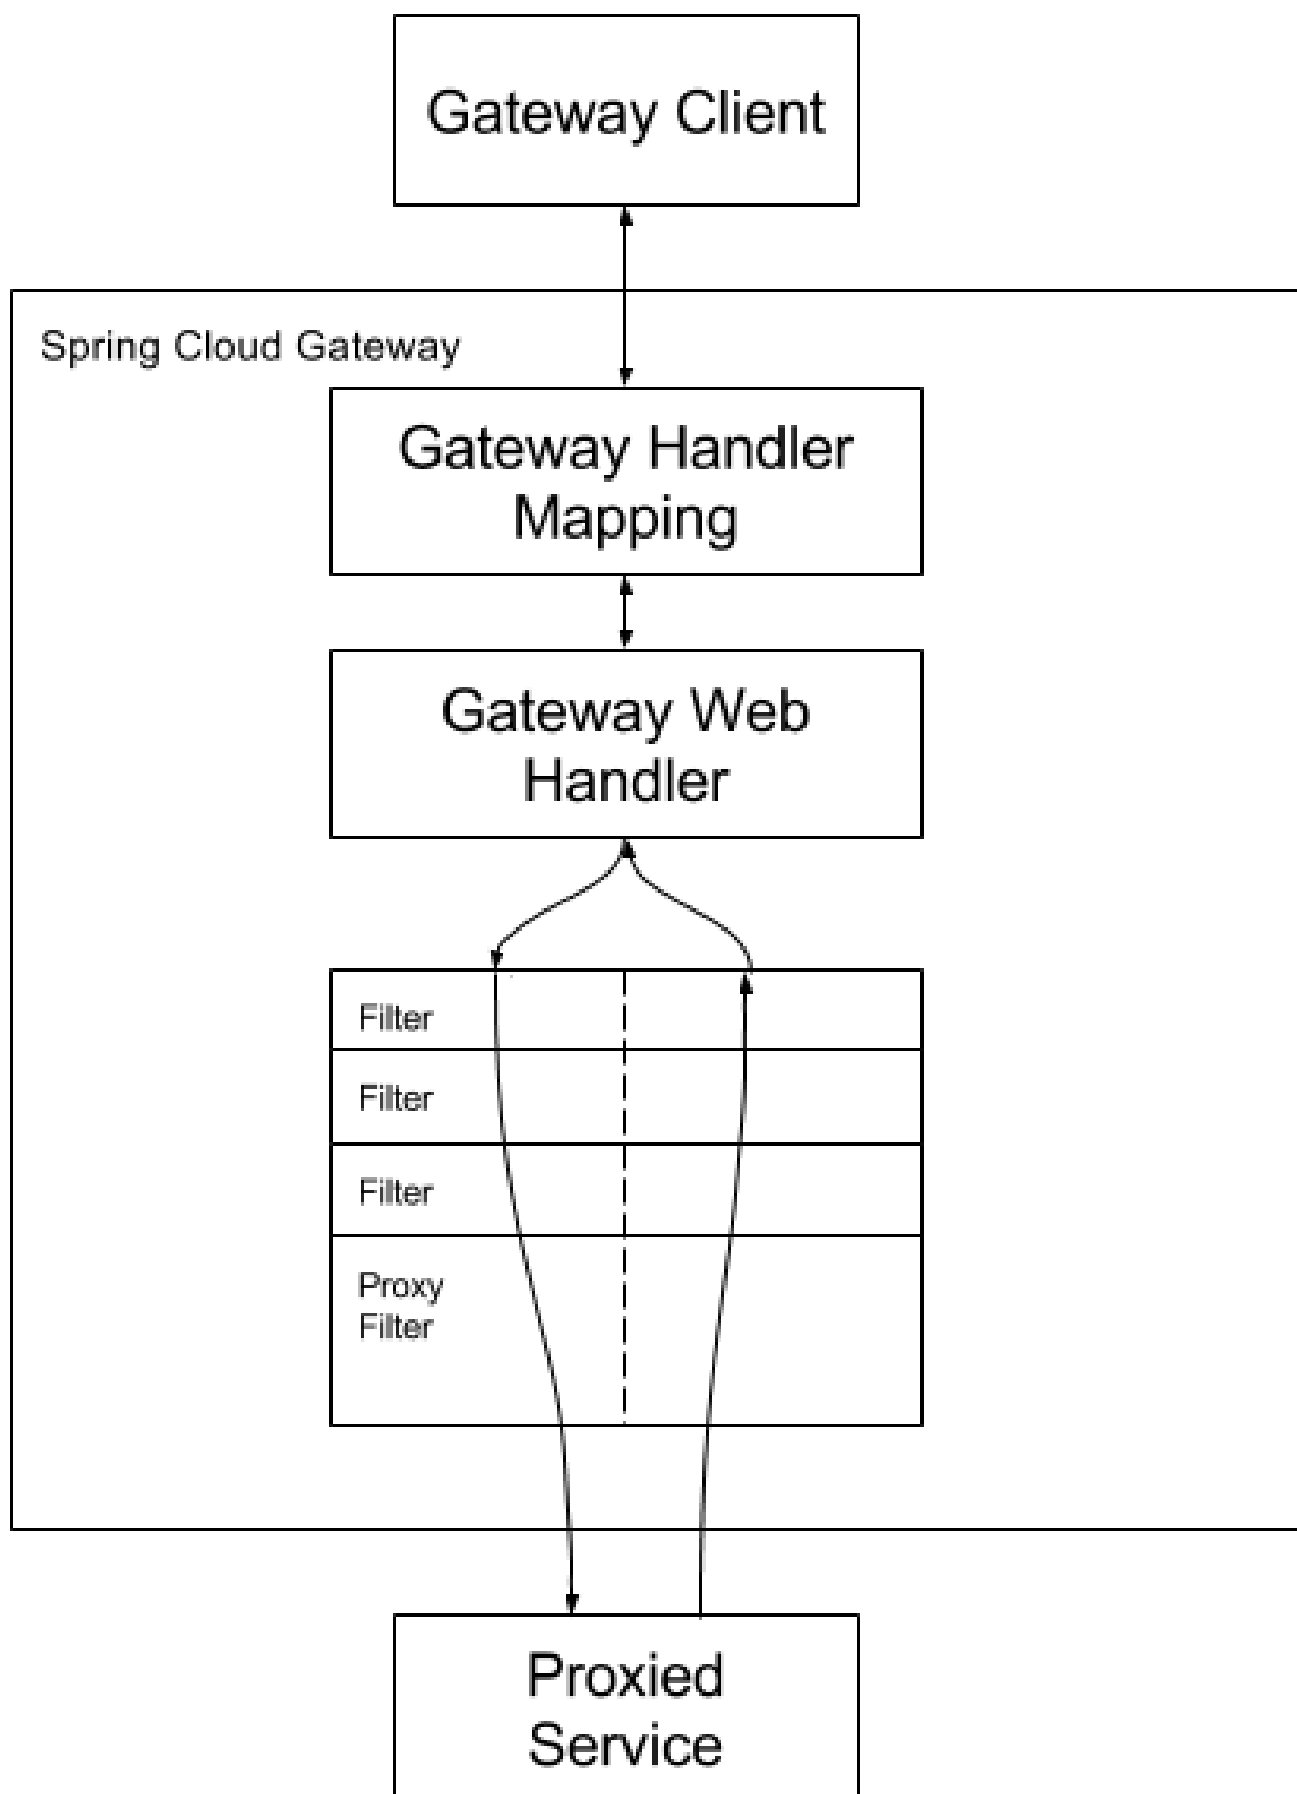 Gateway Client
Spring Cloud Gateway
Gateway Handler
Mapping
Gateway Web
Handler
Filter
Filter
Filter
Proxy
Filter
Proxied
Service